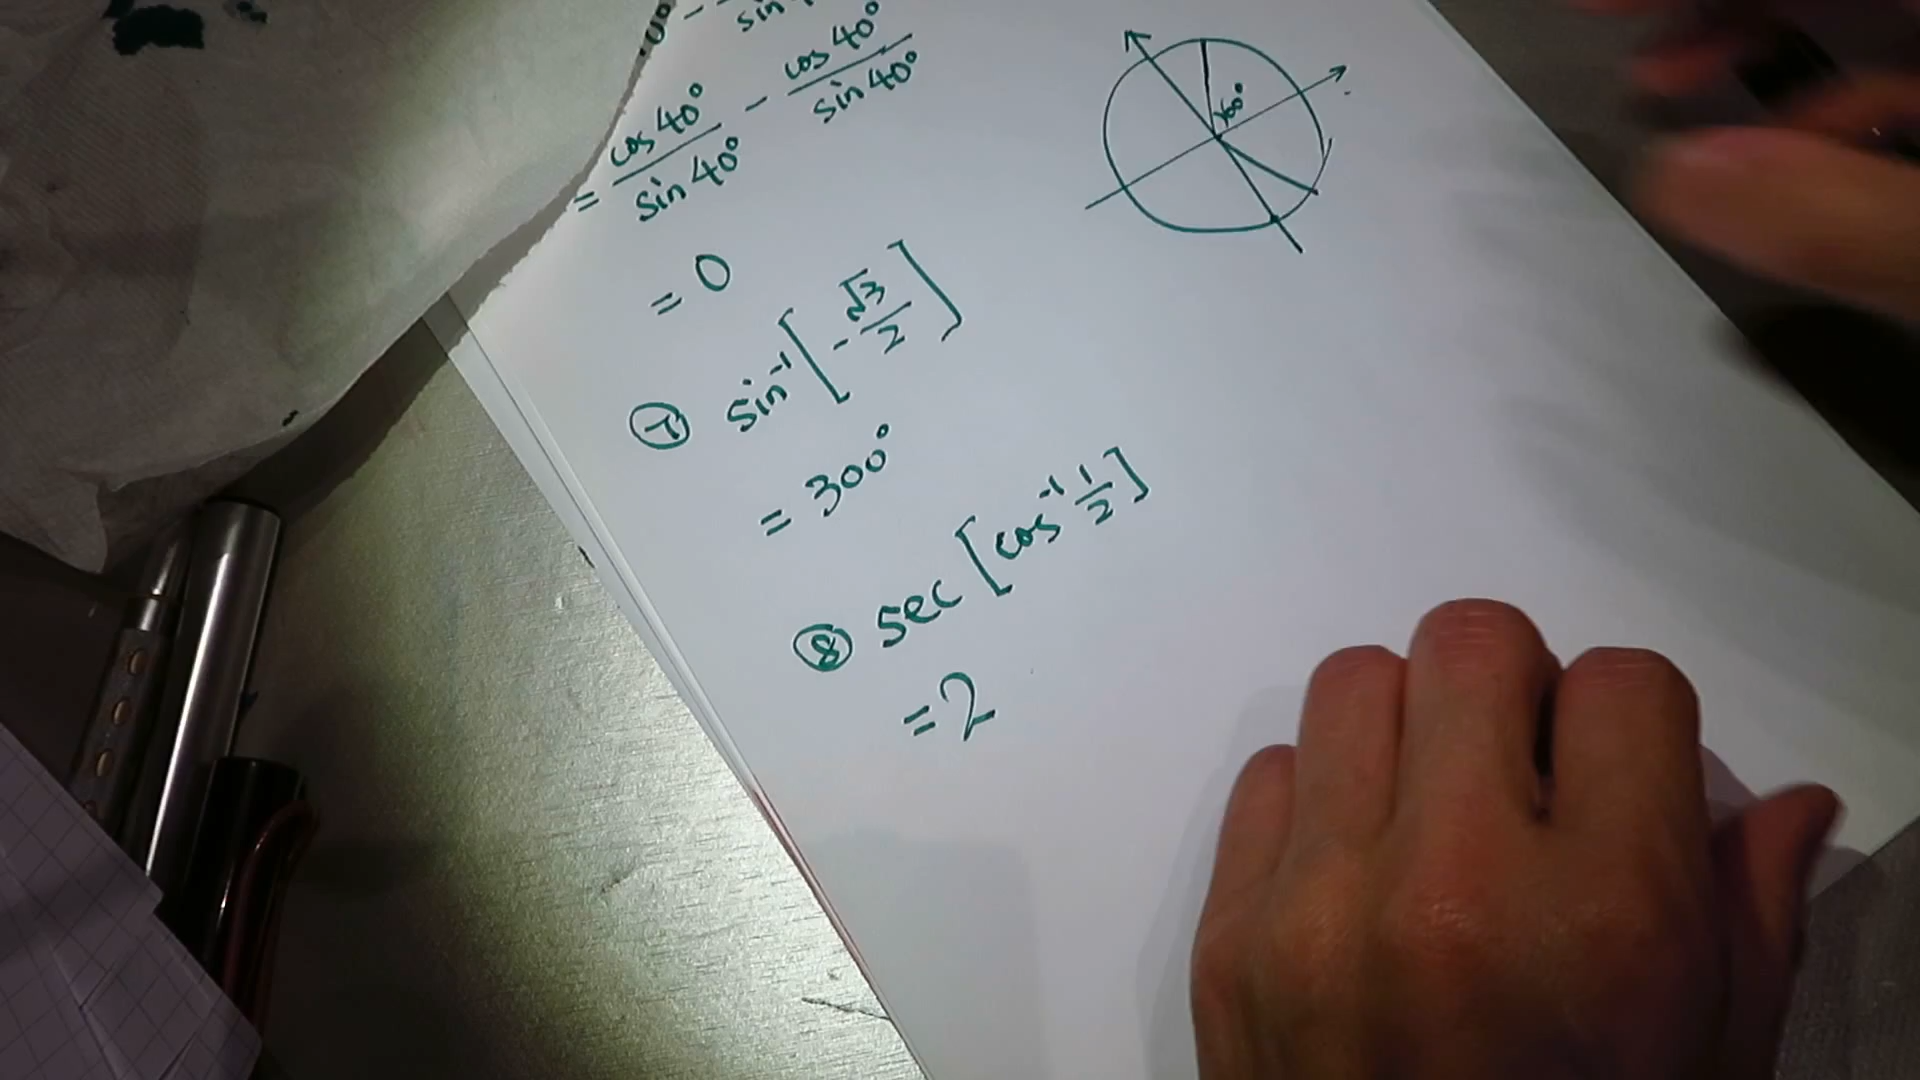 = cos 40° / sin 40° - cos 40° / sin 40°
= 0
⑦ sin⁻¹[-√3/2]
= 300°
⑧ sec[cos⁻¹ 1/2]
= 2